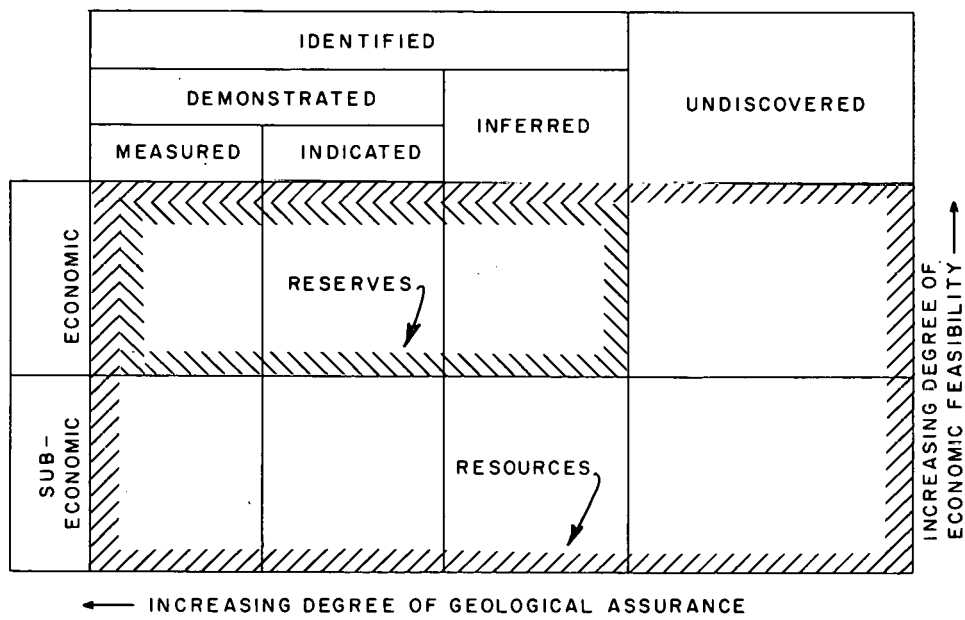 IDENTIFIED
DEMONSTRATED
UNDISCOVERED
INFERRED
MEASURED
INDICATED
ECONOMIC
RESERVES
SUB-
ECONOMIC
RESOURCES
INCREASING DEGREE OF
ECONOMIC FEASIBILITY
INCREASING DEGREE OF GEOLOGICAL ASSURANCE